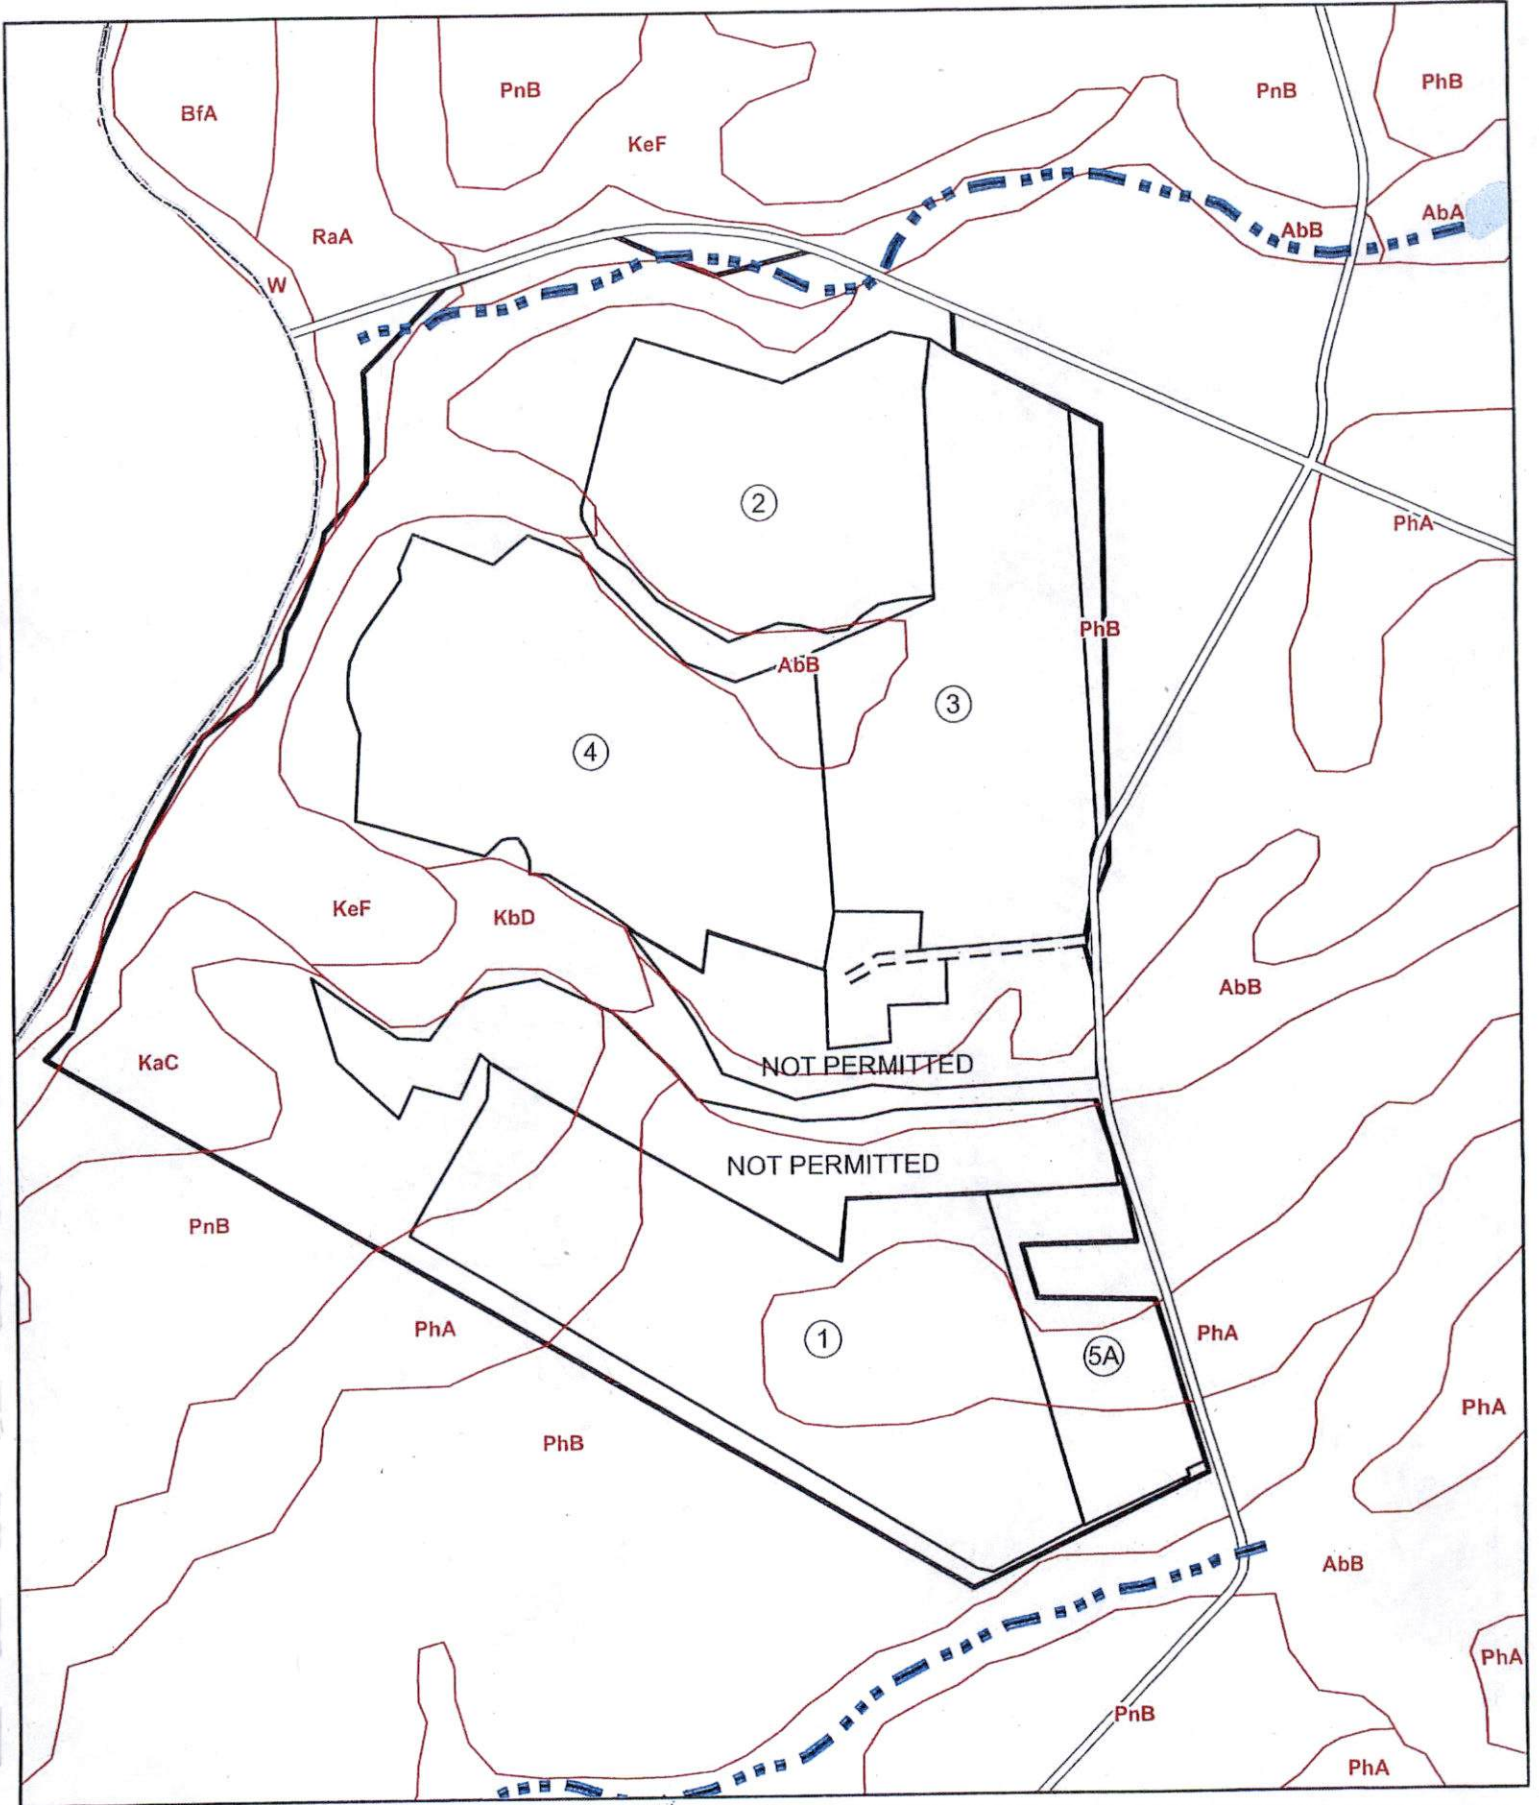 PnB
PnB
PhB
BfA
KeF
AbA
AbB
RaA
W
2
PhA
PhB
AbB
3
4
KeF
KbD
AbB
KaC
NOT PERMITTED
NOT PERMITTED
PnB
PhA
1
PhA
5A
PhA
PhB
AbB
PhA
PnB
PhA